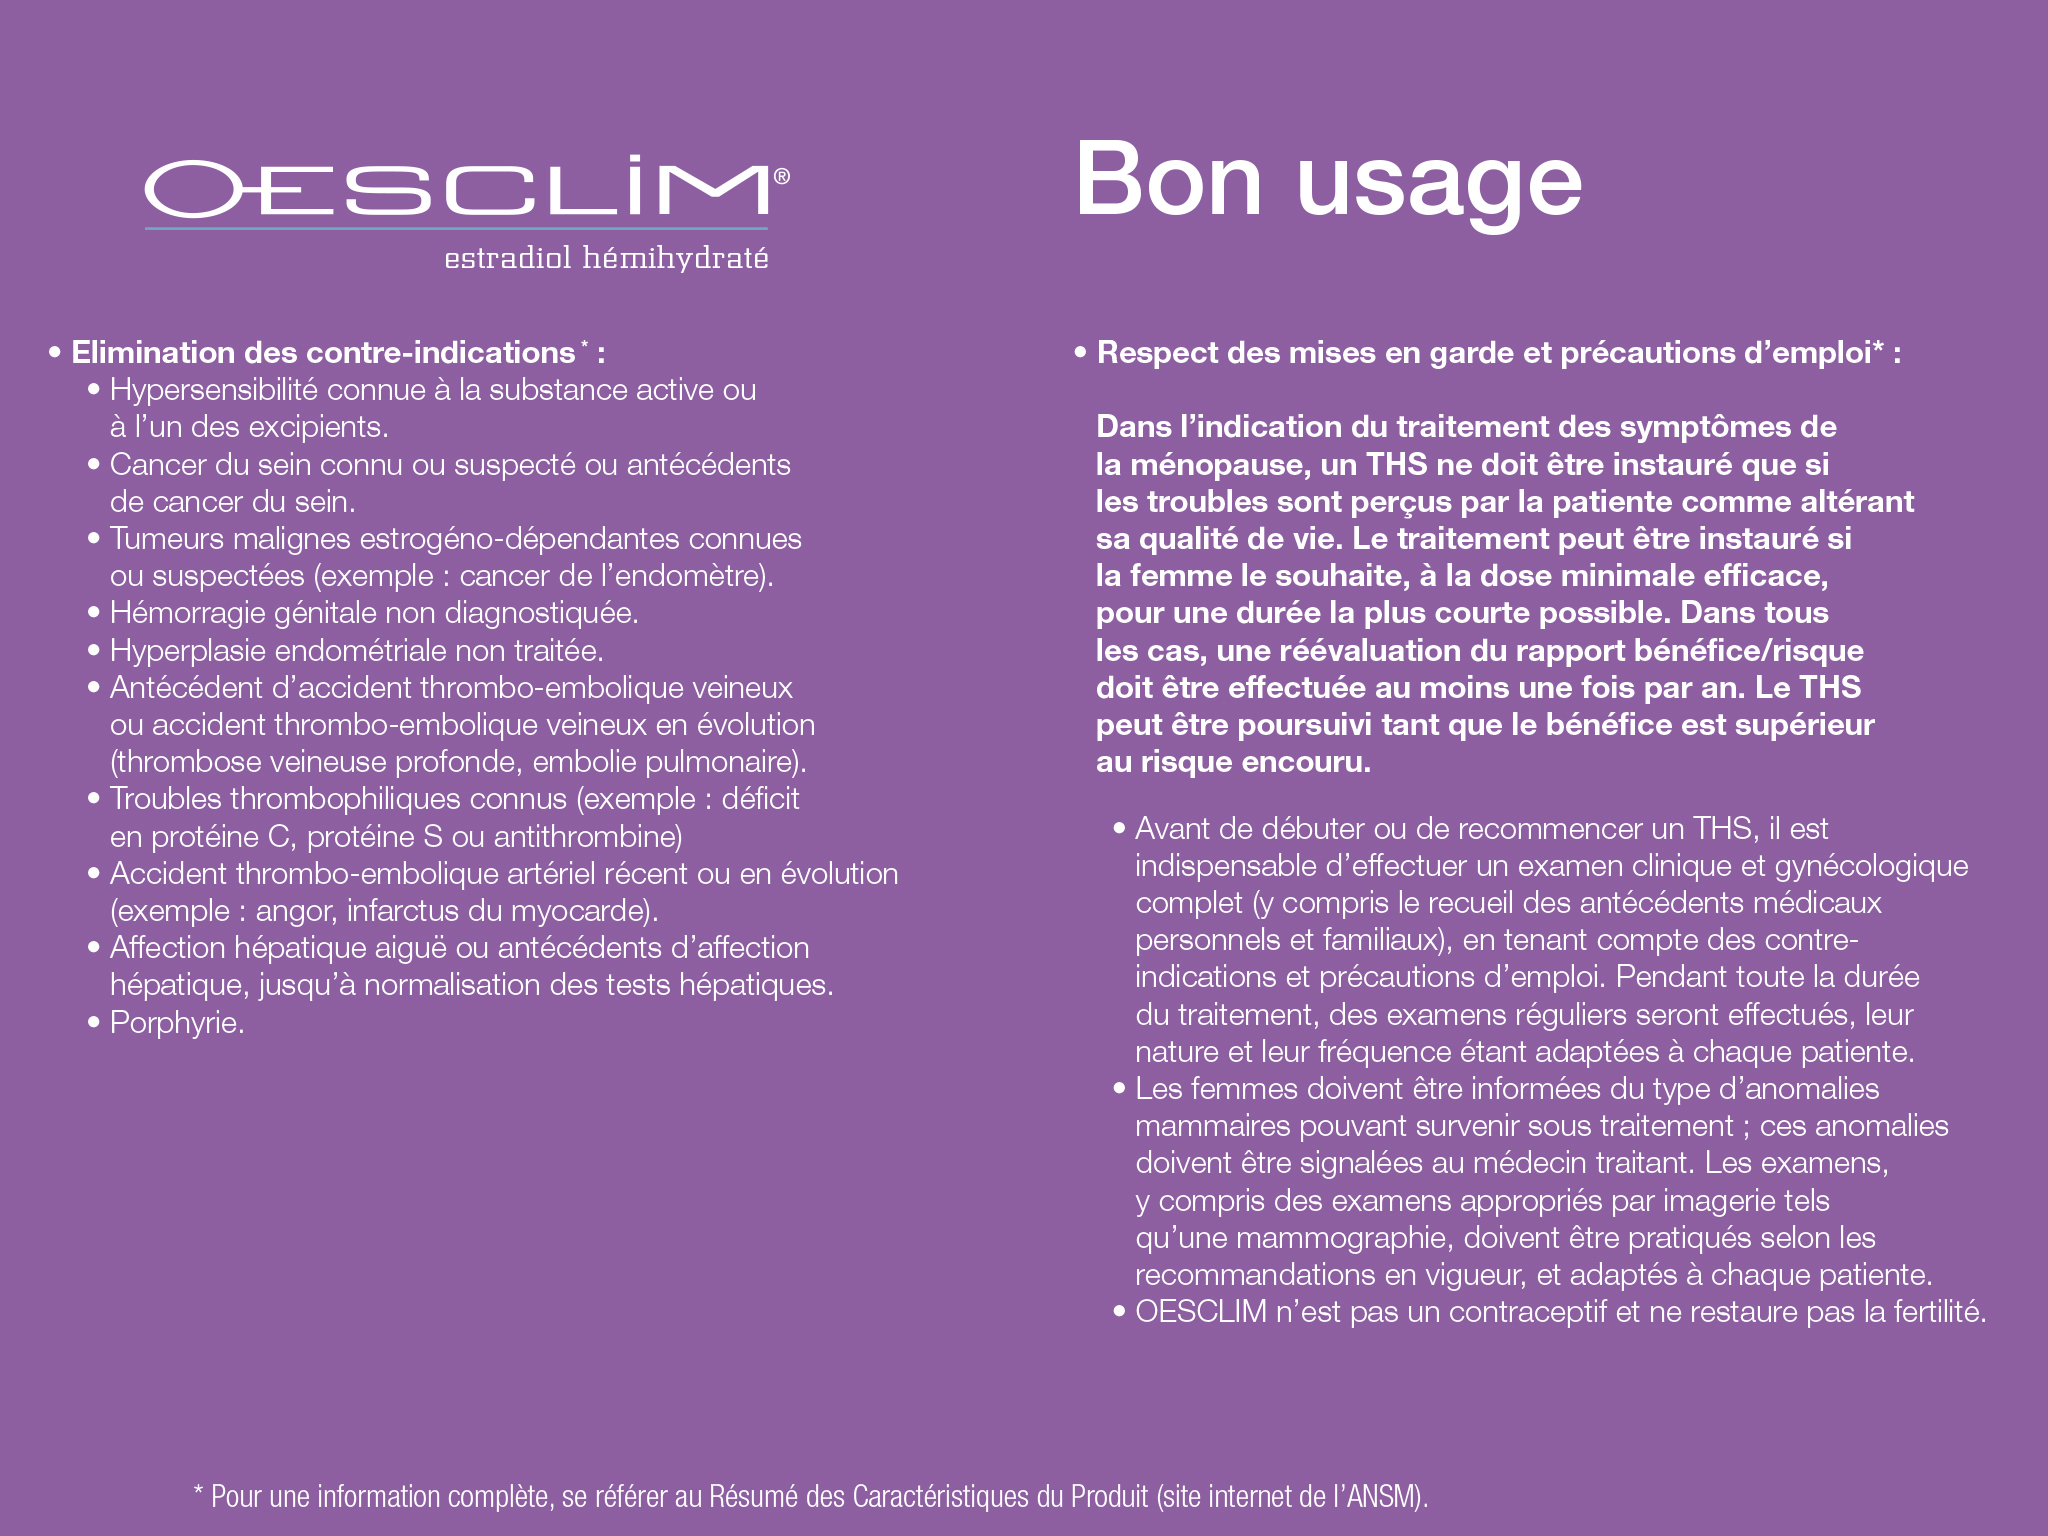 OESCLIM®
estradiol hémihydraté
Bon usage
• Elimination des contre-indications* :
• Hypersensibilité connue à la substance active ou
à l’un des excipients.
• Cancer du sein connu ou suspecté ou antécédents
de cancer du sein.
• Tumeurs malignes estrogéno-dépendantes connues
ou suspectées (exemple : cancer de l’endomètre).
• Hémorragie génitale non diagnostiquée.
• Hyperplasie endométriale non traitée.
• Antécédent d’accident thrombo-embolique veineux
ou accident thrombo-embolique veineux en évolution
(thrombose veineuse profonde, embolie pulmonaire).
• Troubles thrombophiliques connus (exemple : déficit
en protéine C, protéine S ou antithrombine)
• Accident thrombo-embolique artériel récent ou en évolution
(exemple : angor, infarctus du myocarde).
• Affection hépatique aiguë ou antécédents d’affection
hépatique, jusqu’à normalisation des tests hépatiques.
• Porphyrie.
• Respect des mises en garde et précautions d’emploi* :
Dans l’indication du traitement des symptômes de
la ménopause, un THS ne doit être instauré que si
les troubles sont perçus par la patiente comme altérant
sa qualité de vie. Le traitement peut être instauré si
la femme le souhaite, à la dose minimale efficace,
pour une durée la plus courte possible. Dans tous
les cas, une réévaluation du rapport bénéfice/risque
doit être effectuée au moins une fois par an. Le THS
peut être poursuivi tant que le bénéfice est supérieur
au risque encouru.
• Avant de débuter ou de recommencer un THS, il est
indispensable d’effectuer un examen clinique et gynécologique
complet (y compris le recueil des antécédents médicaux
personnels et familiaux), en tenant compte des contre-
indications et précautions d’emploi. Pendant toute la durée
du traitement, des examens réguliers seront effectués, leur
nature et leur fréquence étant adaptées à chaque patiente.
• Les femmes doivent être informées du type d’anomalies
mammaires pouvant survenir sous traitement ; ces anomalies
doivent être signalées au médecin traitant. Les examens,
y compris des examens appropriés par imagerie tels
qu’une mammographie, doivent être pratiqués selon les
recommandations en vigueur, et adaptés à chaque patiente.
• OESCLIM n’est pas un contraceptif et ne restaure pas la fertilité.
* Pour une information complète, se référer au Résumé des Caractéristiques du Produit (site internet de l’ANSM).